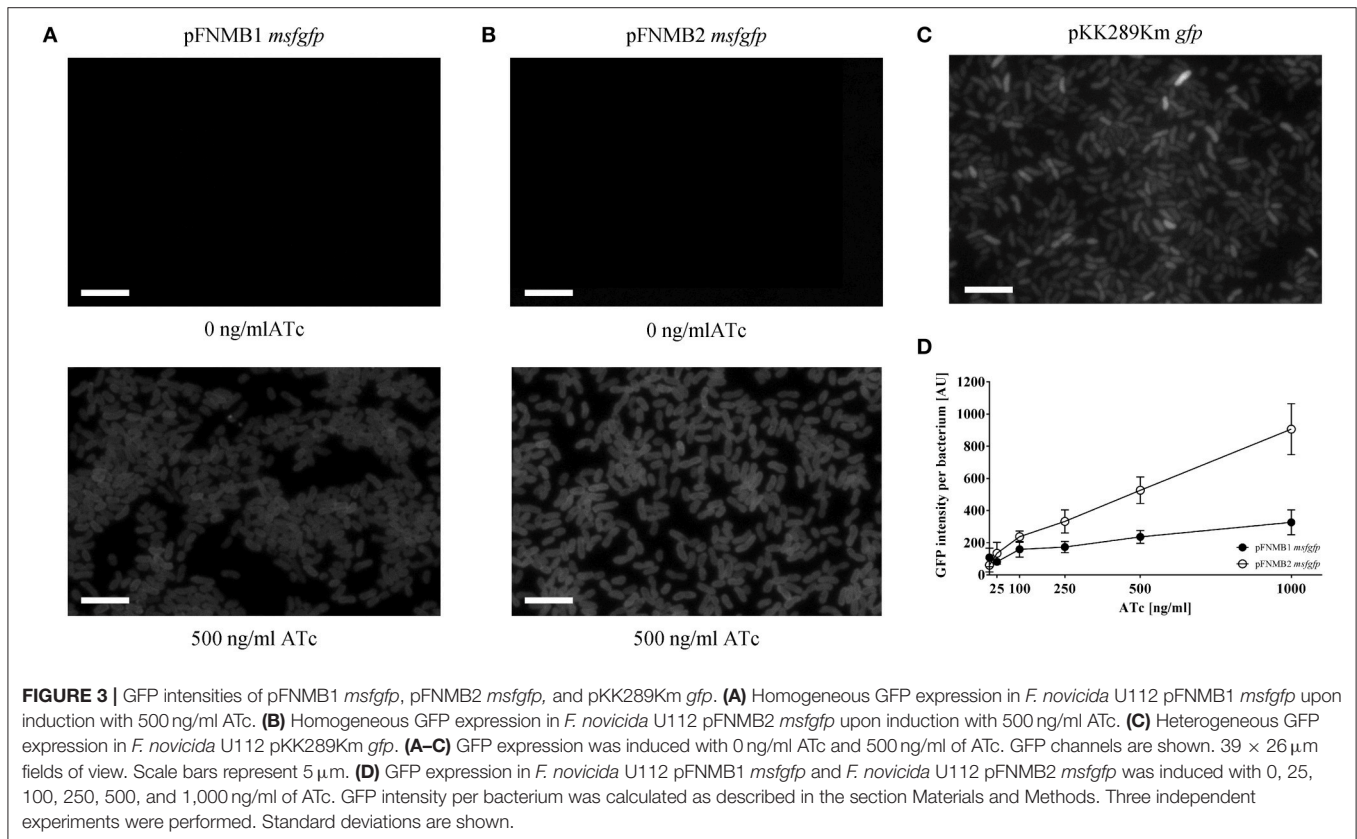 A
pFNMB1 msfgfp
0 ng/mlATc
500 ng/ml ATc
B
pFNMB2 msfgfp
0 ng/mlATc
500 ng/ml ATc
C
pKK289Km gfp
D
GFP intensity per bacterium [AU]
1200
1000
800
600
400
200
0
25 100 250 500 1000
ATc [ng/ml]
pFNMB1 msfgfp
pFNMB2 msfgfp
FIGURE 3 | GFP intensities of pFNMB1 msfgfp, pFNMB2 msfgfp, and pKK289Km gfp. (A) Homogeneous GFP expression in F. novicida U112 pFNMB1 msfgfp upon
induction with 500 ng/ml ATc. (B) Homogeneous GFP expression in F. novicida U112 pFNMB2 msfgfp upon induction with 500 ng/ml ATc. (C) Heterogeneous GFP
expression in F. novicida U112 pKK289Km gfp. (A–C) GFP expression was induced with 0 ng/ml ATc and 500 ng/ml of ATc. GFP channels are shown. 39 × 26 μm
fields of view. Scale bars represent 5 μm. (D) GFP expression in F. novicida U112 pFNMB1 msfgfp and F. novicida U112 pFNMB2 msfgfp was induced with 0, 25,
100, 250, 500, and 1,000 ng/ml of ATc. GFP intensity per bacterium was calculated as described in the section Materials and Methods. Three independent
experiments were performed. Standard deviations are shown.